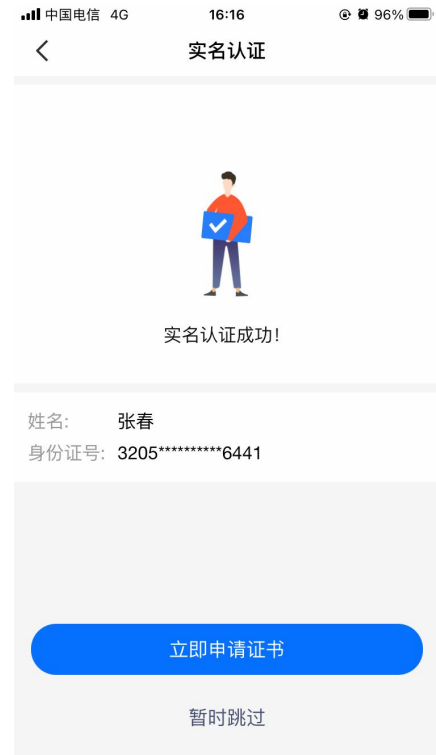 中国电信 4G 16:16 96%
实名认证
实名认证成功!
姓名: 张春
身份证号: 3205**********6441
立即申请证书
暂时跳过